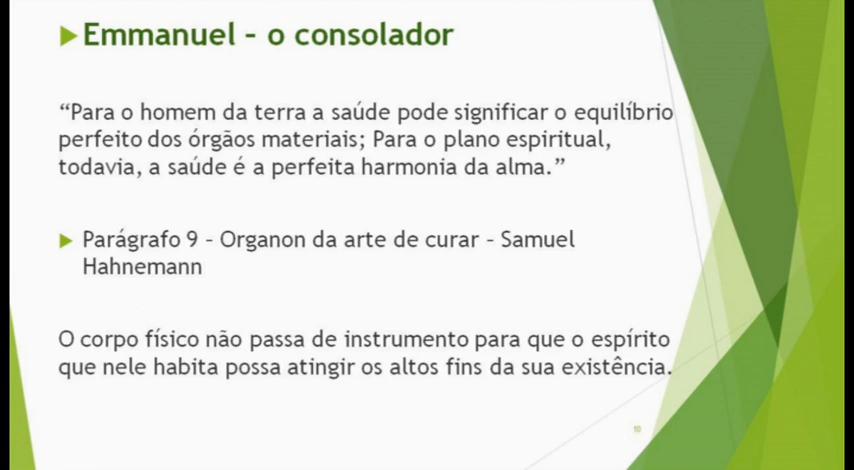 Emmanuel – o consolador
“Para o homem da terra a saúde pode significar o equilíbrio
perfeito dos órgãos materiais; Para o plano espiritual,
todavia, a saúde é a perfeita harmonia da alma.”
Parágrafo 9 – Organon da arte de curar – Samuel
Hahnemann
O corpo físico não passa de instrumento para que o espírito
que nele habita possa atingir os altos fins da sua existência.
10